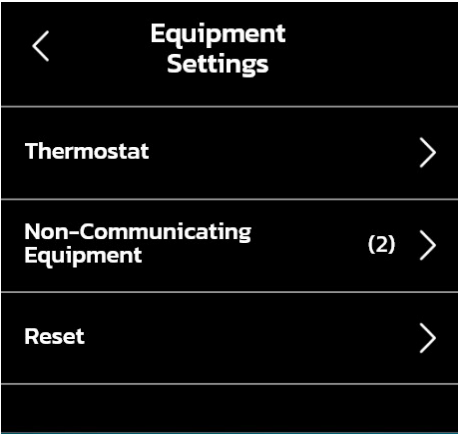 Equipment
Settings
Thermostat
Non-Communicating
Equipment
(2)
Reset